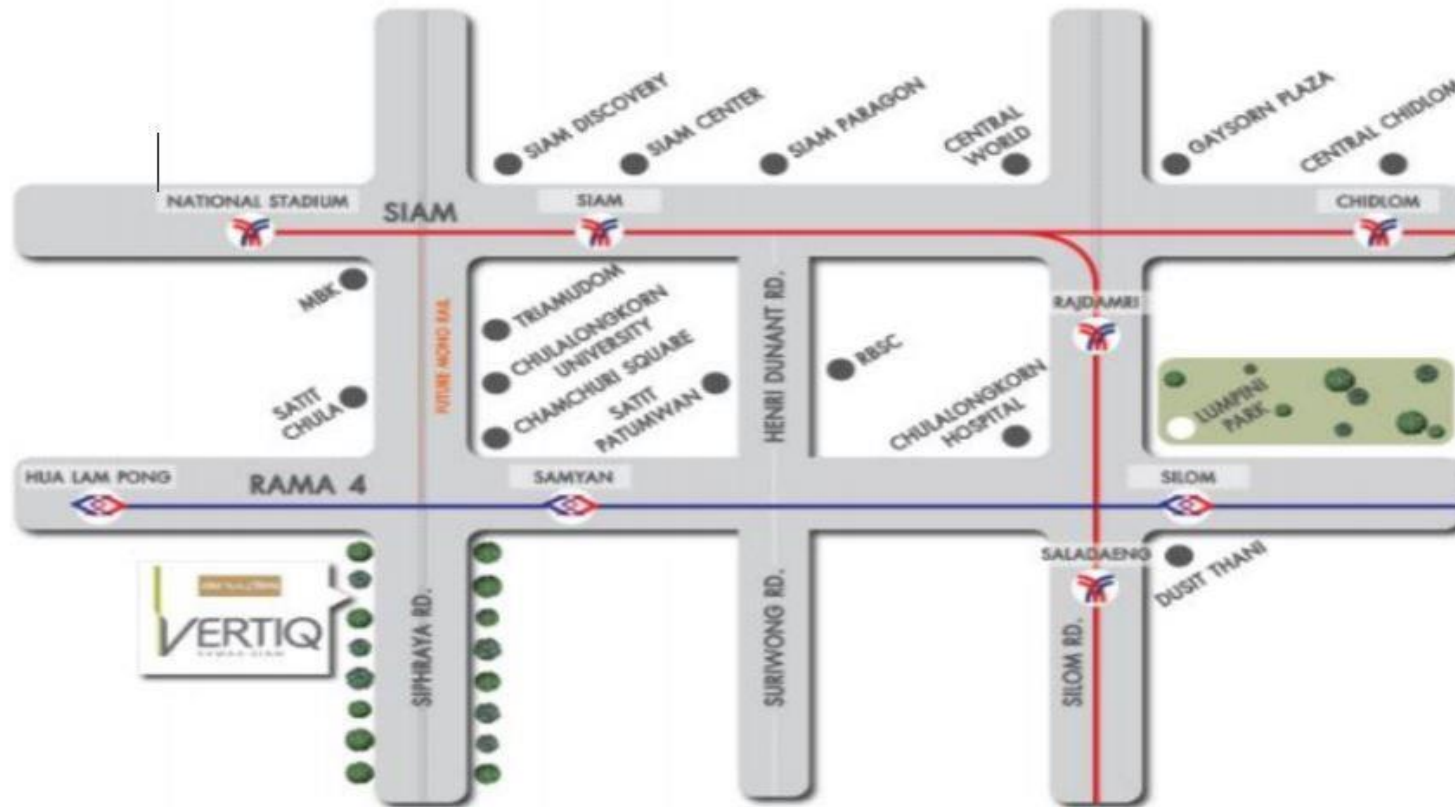 SIAM DISCOVERY
SIAM CENTER
SIAM PARAGON
CENTRAL
WORLD
GAYSORN PLAZA
CENTRAL CHIDLOM
NATIONAL STADIUM
SIAM
SIAM
CHIDLOM
MBK
FUTURE MONO RAIL
TRIAMUDOM
CHULALONGKORN
UNIVERSITY
CHAMCHURI SQUARE
SATIT
PATUMWAN
HENRI DUNANT RD.
RBSC
RAJDAMRI
CHULALONGKORN
HOSPITAL
LUMPINI
PARK
SATIT
CHULA
HUA LAM PONG
RAMA 4
SAMYAN
SILOM
VERTIQ
SIPHRAYA RD.
SURIWONG RD.
SALADAENG
SILOM RD.
DUSIT THANI